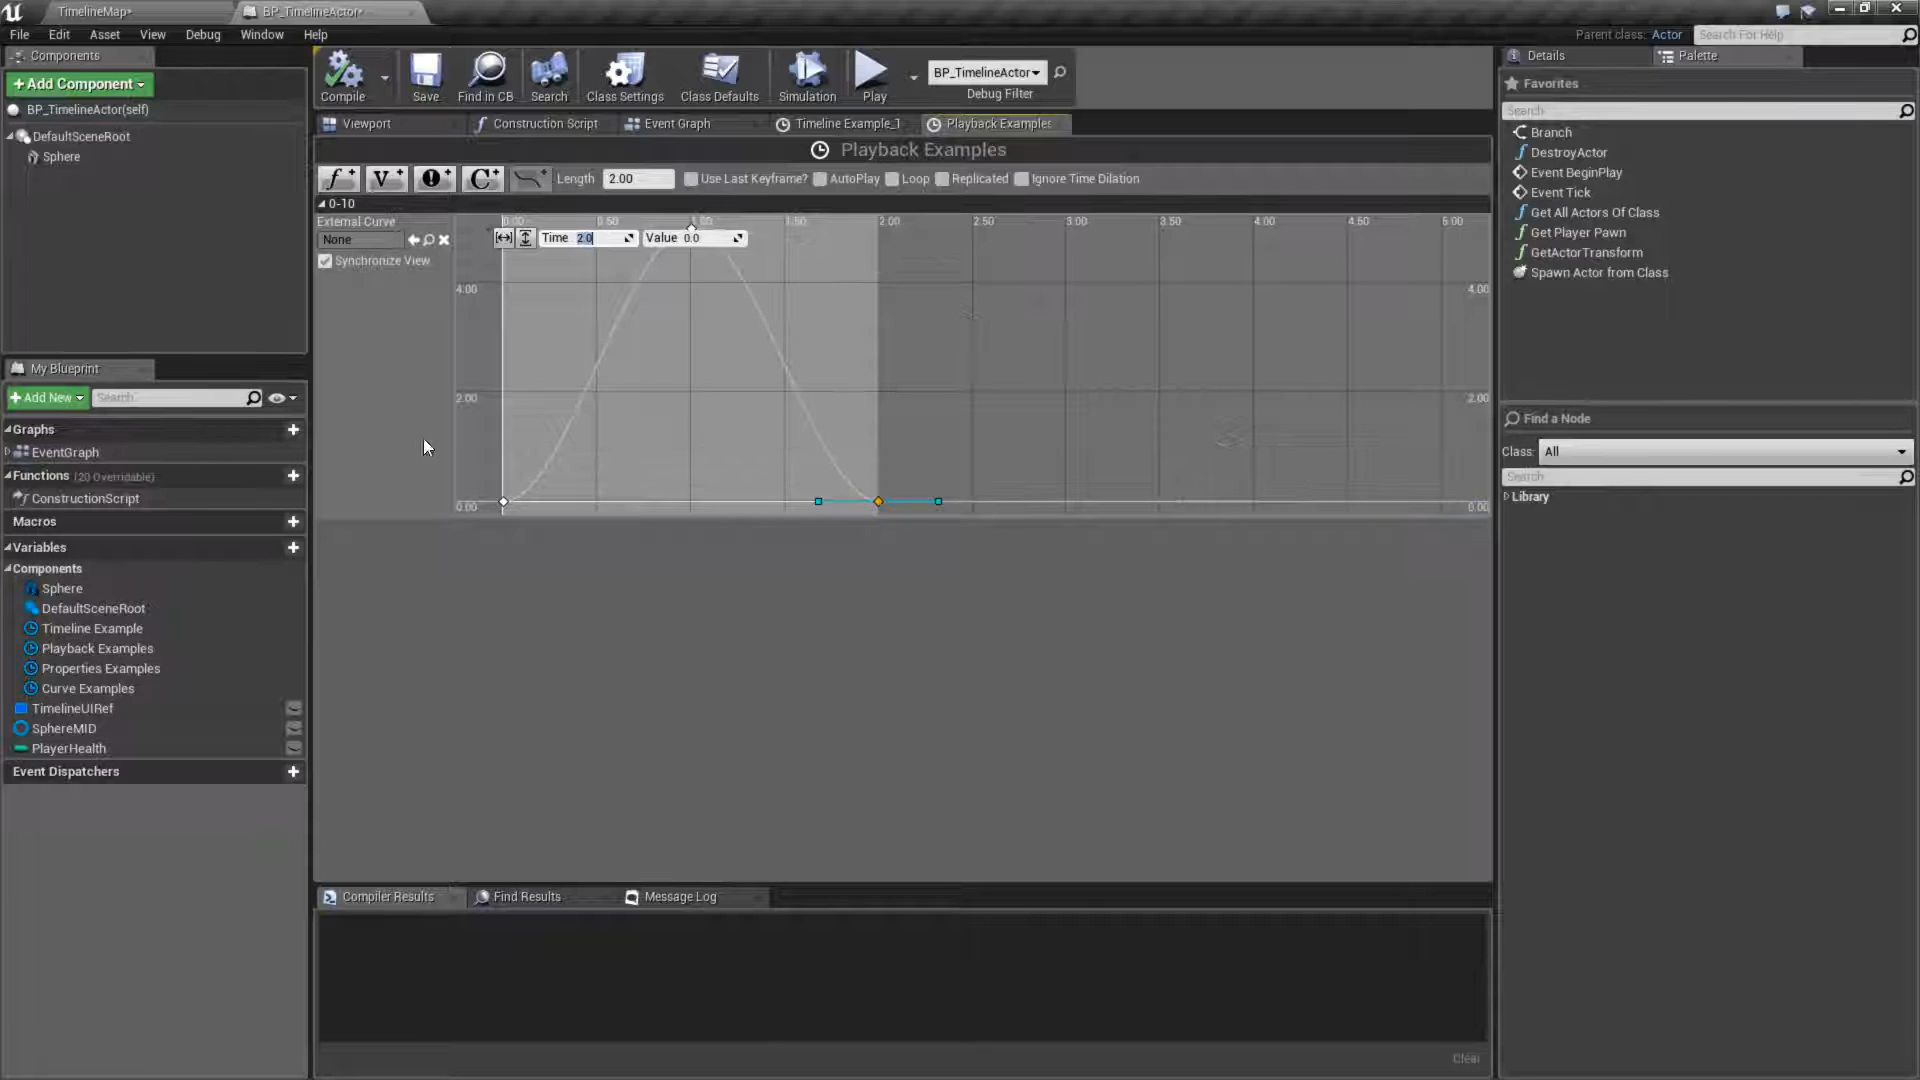 TimelineMap*
BP_TimelineActor*
File Edit Asset View Debug Window Help
Parent class: Actor
Search For Help
Components
+Add Component
BP_TimelineActor(self)
DefaultSceneRoot
Sphere
Compile
Save
Find in CB
Search
Class Settings
Class Defaults
Simulation
Play
BP_TimelineActor
Debug Filter
Viewport
Construction Script
Event Graph
Timeline Example_1
Playback Examples
Playback Examples
f+ V+ !+ C+
Length 2.00
Use Last Keyframe?
AutoPlay
Loop
Replicated
Ignore Time Dilation
0-10
External Curve
None
Synchronize View
0.00 0.50 1.00 1.50 2.00 2.50 3.00 3.50 4.00 4.50 5.00
Time 2.0
Value 0.0
4.00 4.00
2.00 2.00
0.00 0.00
My Blueprint
+Add New
Search
Graphs
EventGraph
Functions (20 Overridable)
ConstructionScript
Macros
Variables
Components
Sphere
DefaultSceneRoot
Timeline Example
Playback Examples
Properties Examples
Curve Examples
TimelineUIRef
SphereMID
PlayerHealth
Event Dispatchers
Compiler Results
Find Results
Message Log
Clear
Details
Palette
Favorites
Search
Branch
DestroyActor
Event BeginPlay
Event Tick
Get All Actors Of Class
Get Player Pawn
GetActorTransform
Spawn Actor from Class
Find a Node
Class: All
Search
Library